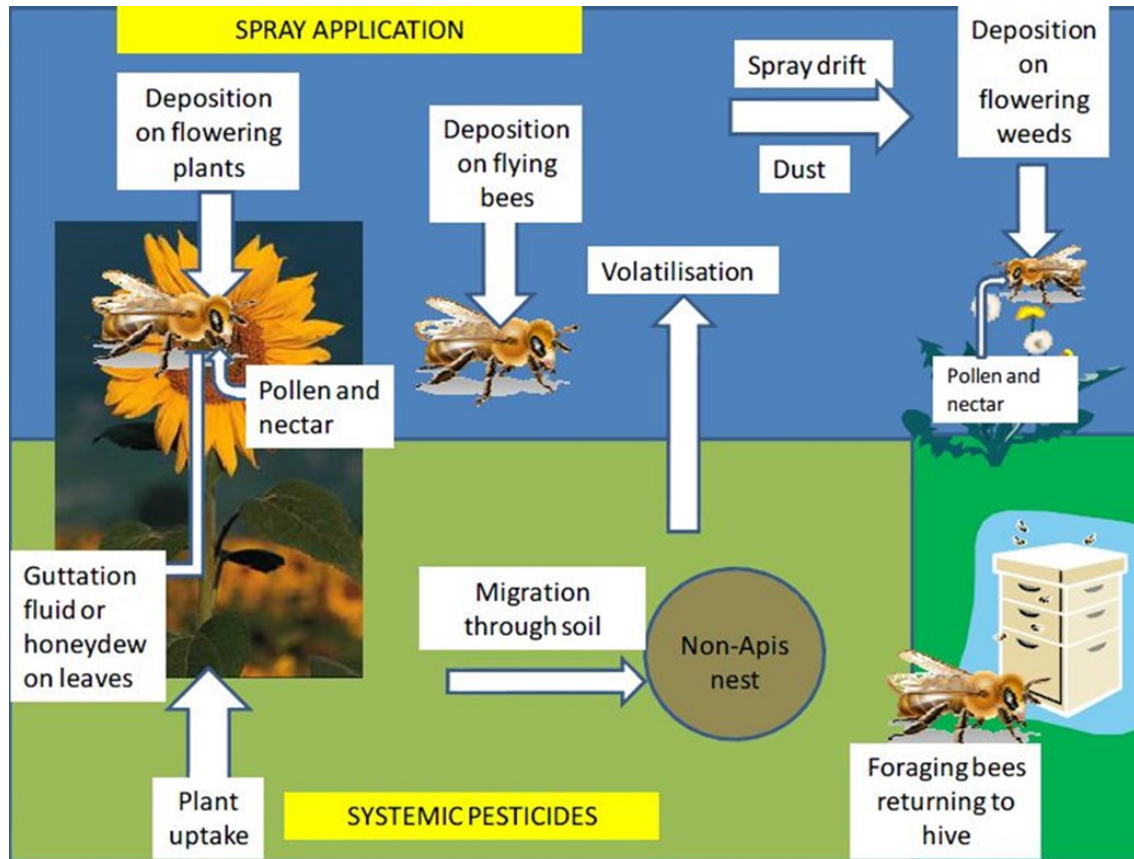 SPRAY APPLICATION
Deposition
on flowering
plants
Deposition
on flying
bees
Spray drift
Dust
Deposition
on
flowering
weeds
Volatilisation
Pollen and
nectar
Pollen and
nectar
Guttation
fluid or
honeydew
on leaves
Migration
through soil
Non-Apis
nest
Plant
uptake
SYSTEMIC PESTICIDES
Foraging bees
returning to
hive